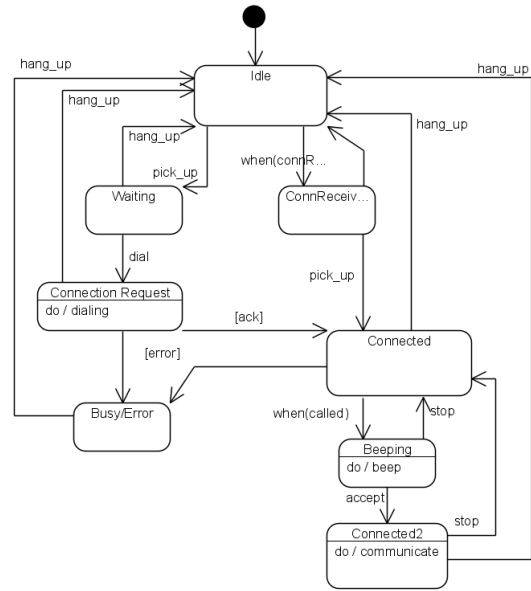 hang_up
Idle
hang_up
hang_up
hang_up
hang_up
when(connR...
pick_up
Waiting
ConnReceiv...
dial
pick_up
Connection Request
do / dialing
[ack]
Connected
[error]
Busy/Error
when(called)
stop
Beeping
do / beep
accept
Connected2
stop
do / communicate